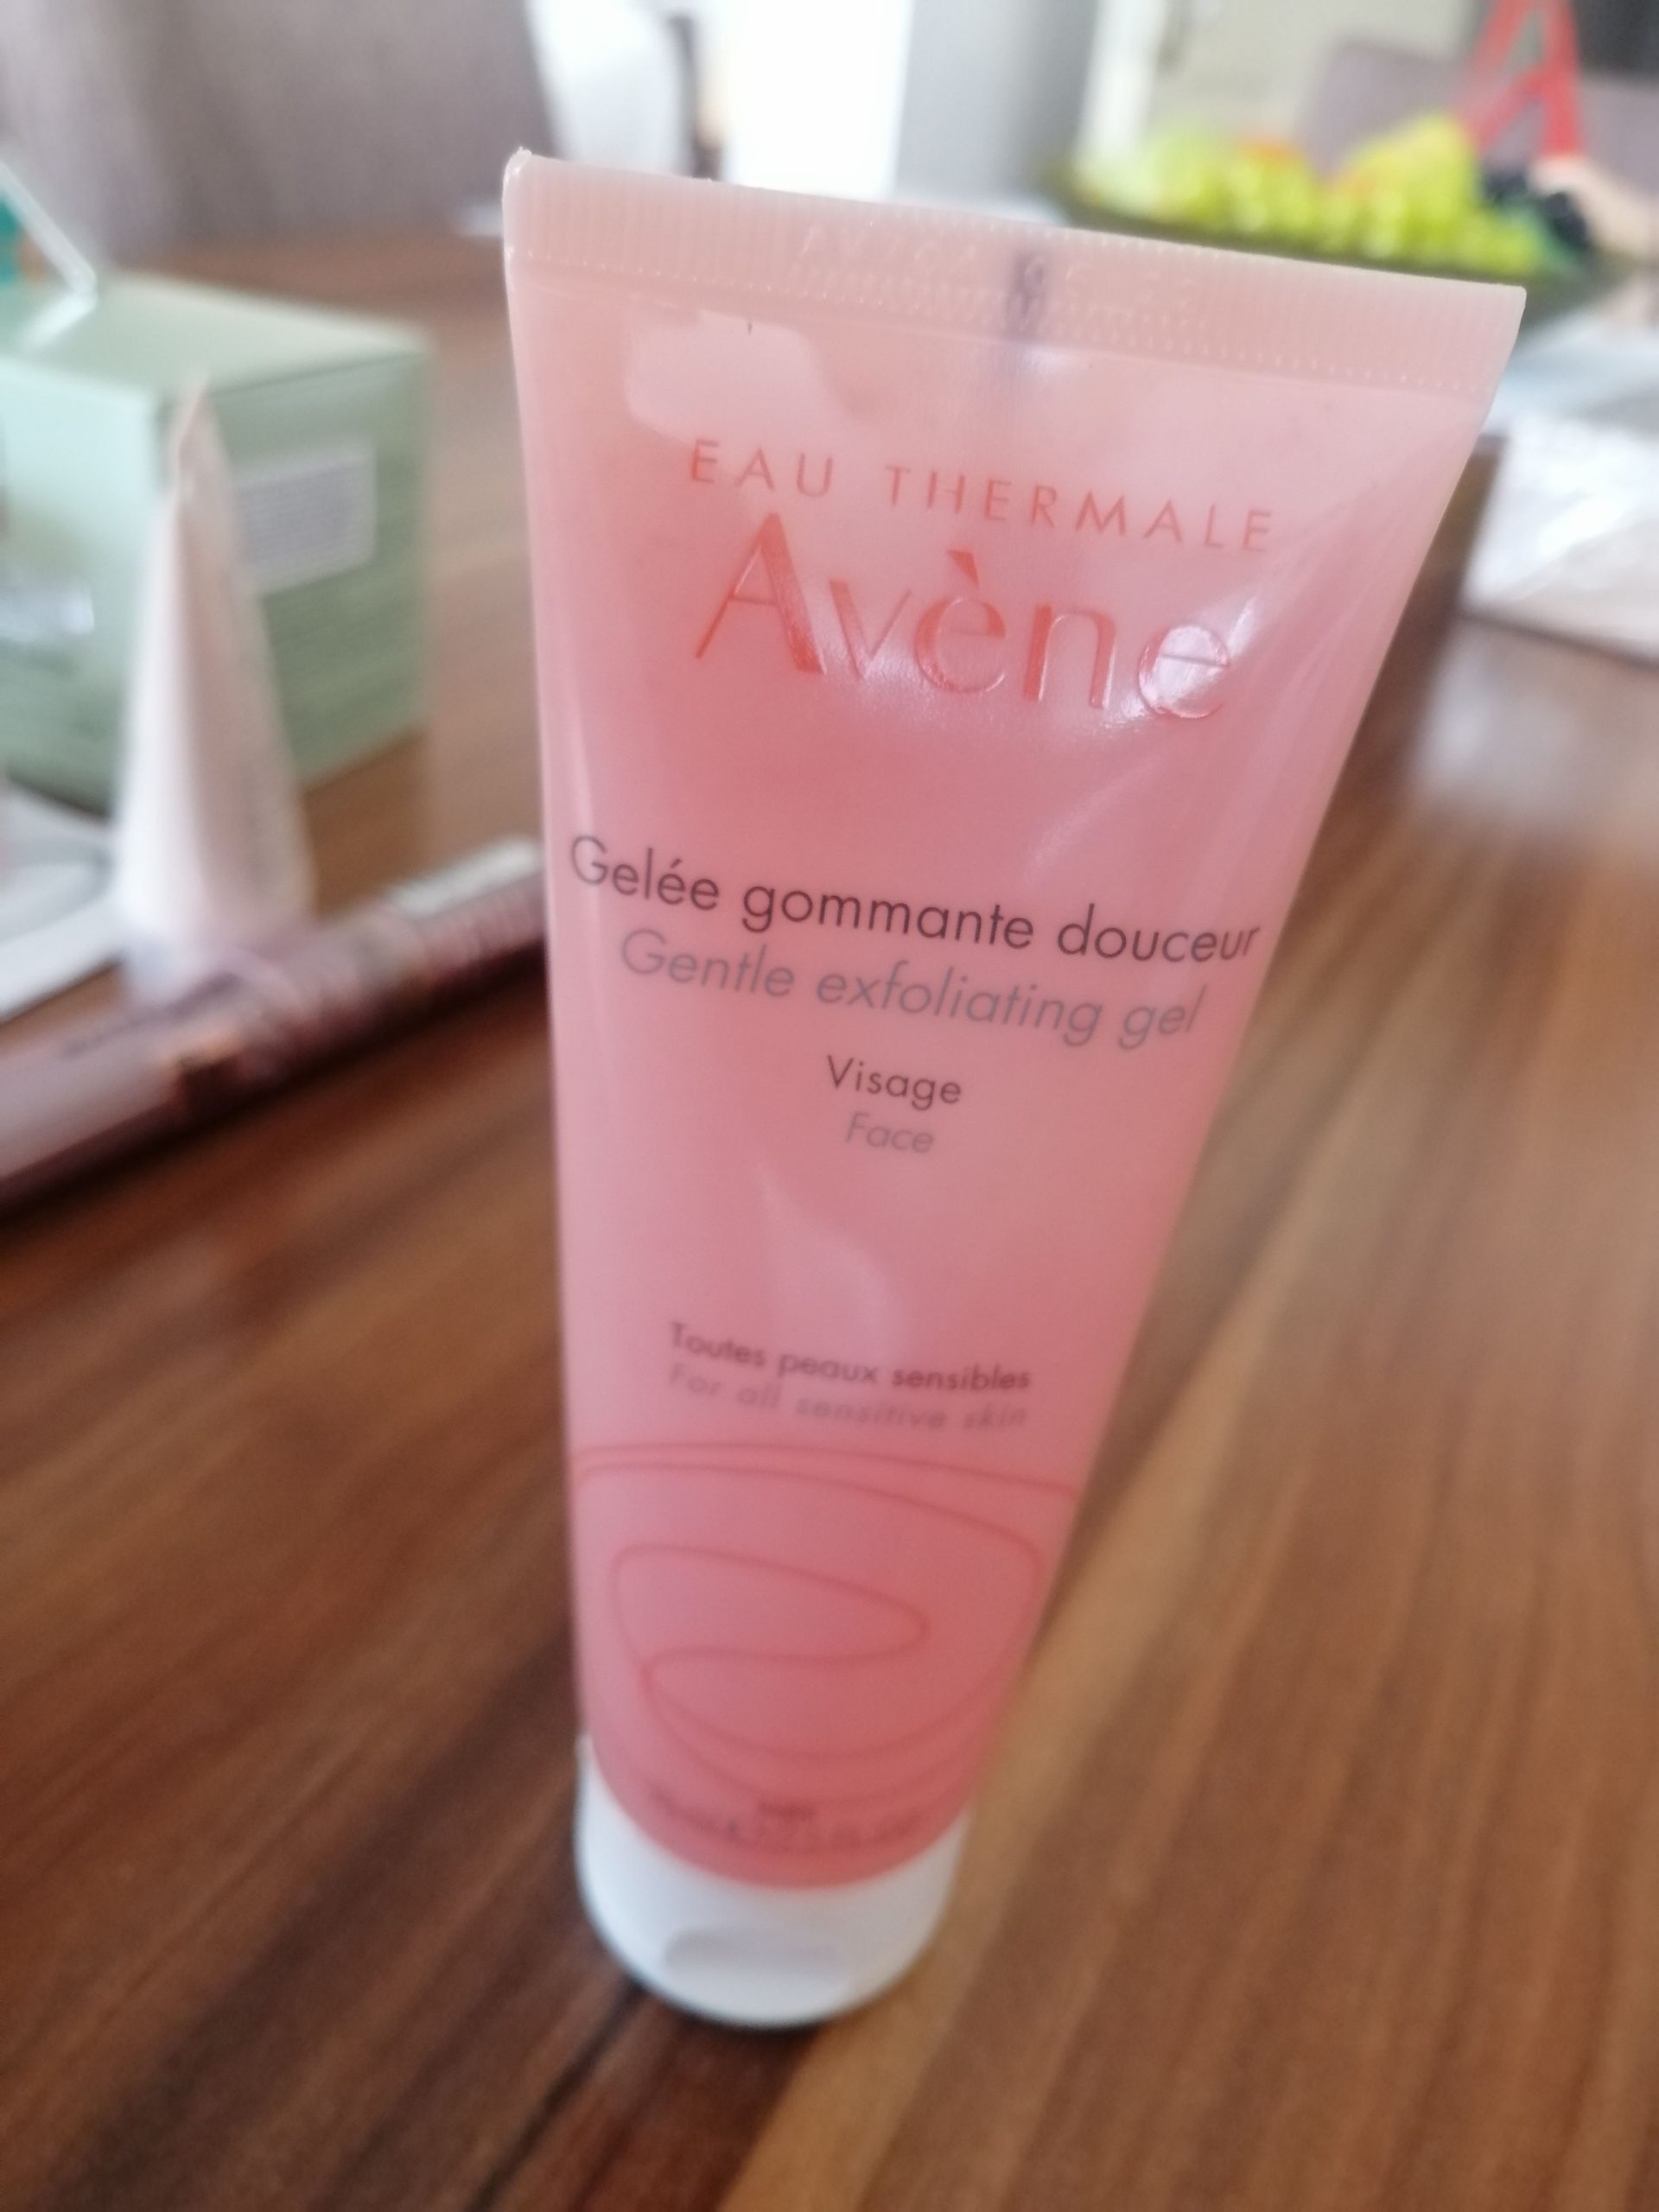 EAU THERMALE
Avène
Gelée gommante douceur
Gentle exfoliating gel
Visage
Face
Toutes peaux sensibles
For all sensitive skin